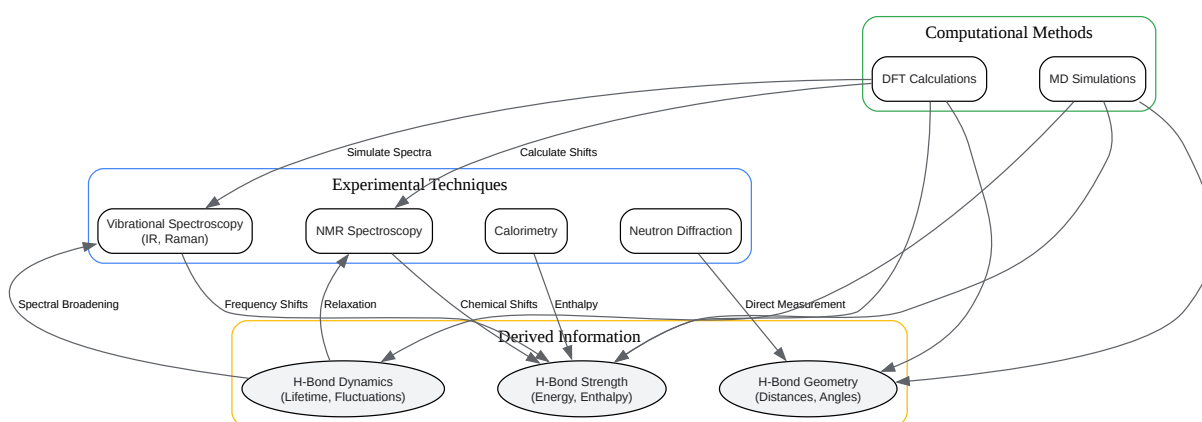 Computational Methods
DFT Calculations
MD Simulations
Simulate Spectra
Calculate Shifts
Experimental Techniques
Vibrational Spectroscopy
(IR, Raman)
NMR Spectroscopy
Calorimetry
Neutron Diffraction
Spectral Broadening
Frequency Shifts
Relaxation
Chemical Shifts
Enthalpy
Direct Measurement
Derived Information
H-Bond Dynamics
(Lifetime, Fluctuations)
H-Bond Strength
(Energy, Enthalpy)
H-Bond Geometry
(Distances, Angles)